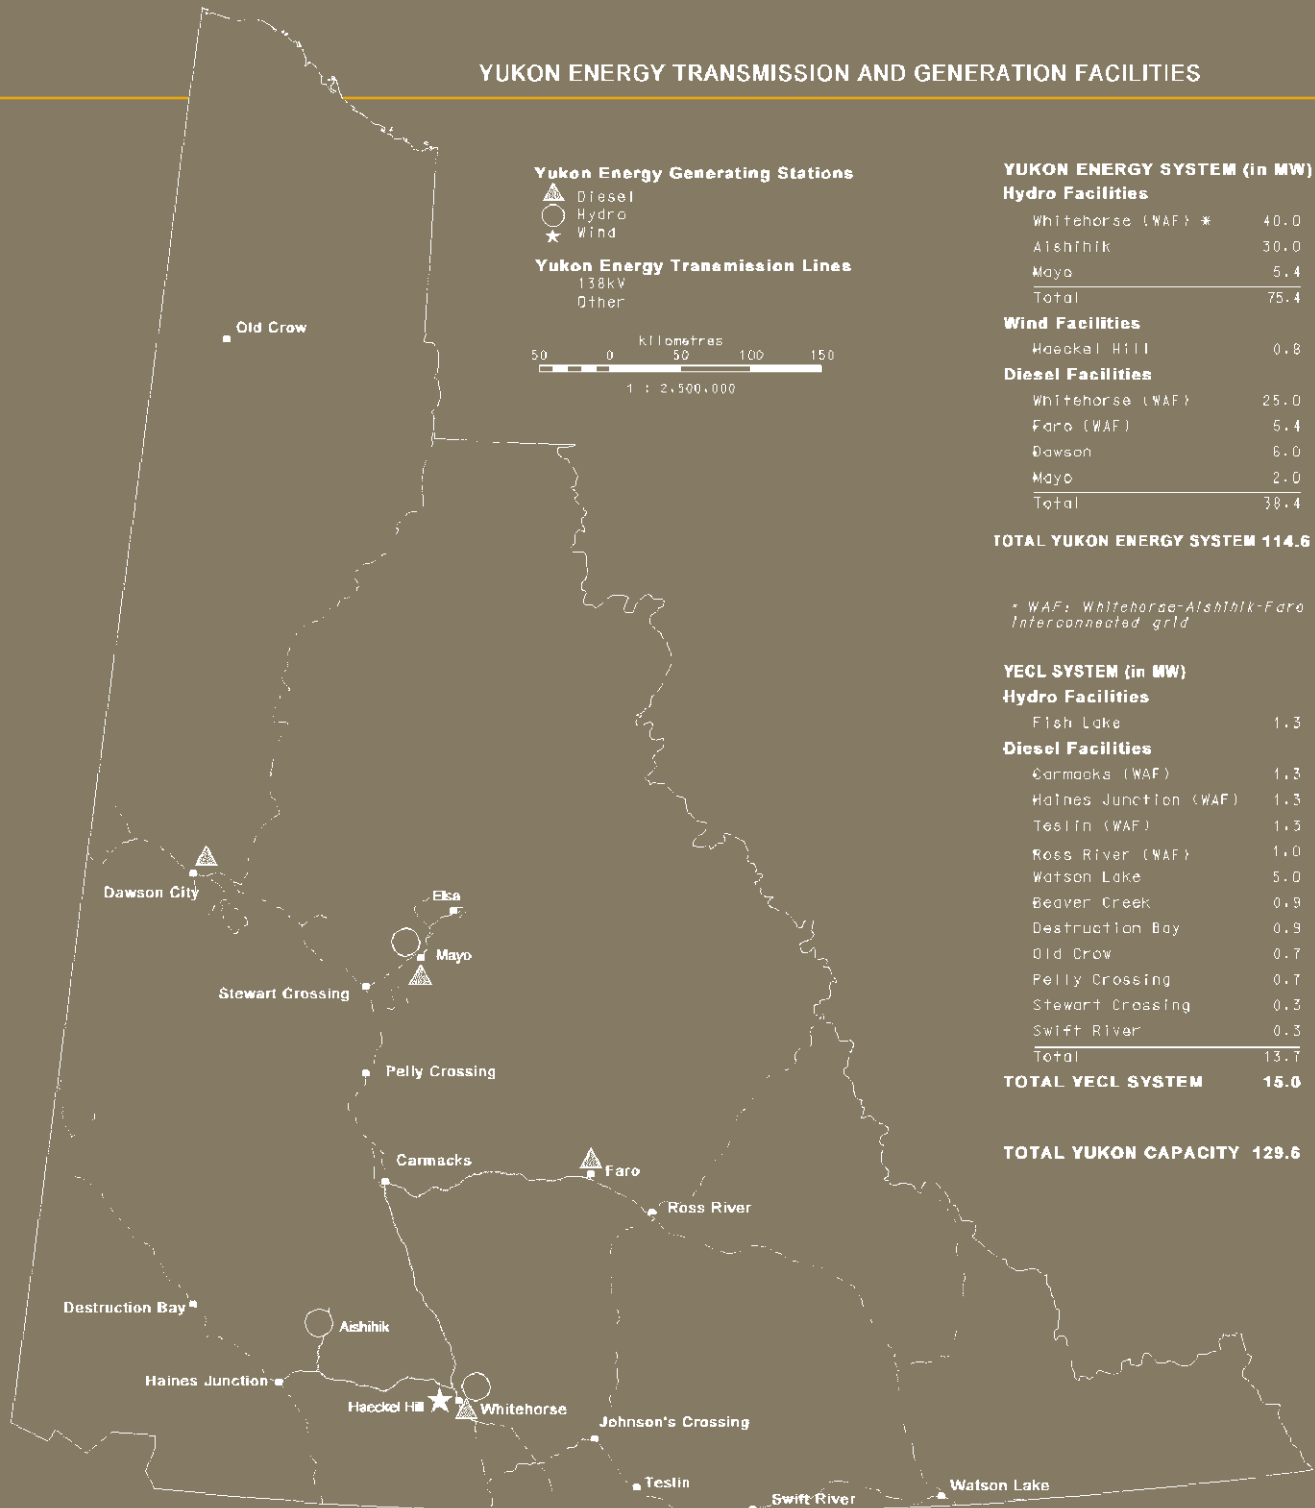 YUKON ENERGY TRANSMISSION AND GENERATION FACILITIES
Yukon Energy Generating Stations
Diesel
Hydro
Wind
Yukon Energy Transmission Lines
138kV
Other
kilometres
50 0 50 100 150
1 : 2,500,000
YUKON ENERGY SYSTEM (in MW)
Hydro Facilities
Whitehorse (WAF) * 40.0
Aishihik 30.0
Mayo 5.4
Total 75.4
Wind Facilities
Haeckel Hill 0.8
Diesel Facilities
Whitehorse (WAF) 25.0
Faro (WAF) 5.4
Dawson 6.0
Mayo 2.0
Total 38.4
TOTAL YUKON ENERGY SYSTEM 114.6
* WAF: Whitehorse-Aishihik-Faro
Interconnected grid
YECL SYSTEM (in MW)
Hydro Facilities
Fish Lake 1.3
Diesel Facilities
Carmacks (WAF) 1.3
Haines Junction (WAF) 1.3
Teslin (WAF) 1.3
Ross River (WAF) 1.0
Watson Lake 5.0
Beaver Creek 0.9
Destruction Bay 0.9
Old Crow 0.7
Pelly Crossing 0.7
Stewart Crossing 0.3
Swift River 0.3
Total 13.7
TOTAL YECL SYSTEM 15.0
TOTAL YUKON CAPACITY 129.6
Old Crow
Dawson City
Elsa
Mayo
Stewart Crossing
Pelly Crossing
Carmacks
Faro
Ross River
Destruction Bay
Aishihik
Haines Junction
Haeckel Hill
Whitehorse
Johnson's Crossing
Teslin
Swift River
Watson Lake